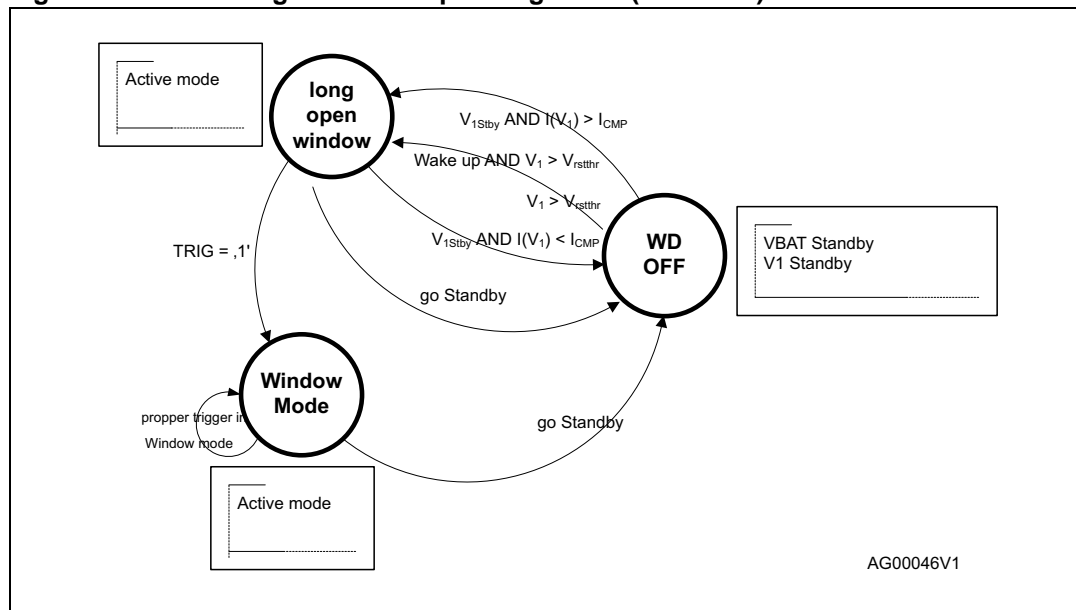 Active mode
long
open
window
V1Stby AND I(V1) > ICMP
Wake up AND V1 > Vrstthr
V1 > Vrstthr
V1Stby AND I(V1) < ICMP
WD
OFF
VBAT Standby
V1 Standby
TRIG = ‚1'
go Standby
Window
Mode
propper trigger in
Window mode
go Standby
Active mode
AG00046V1